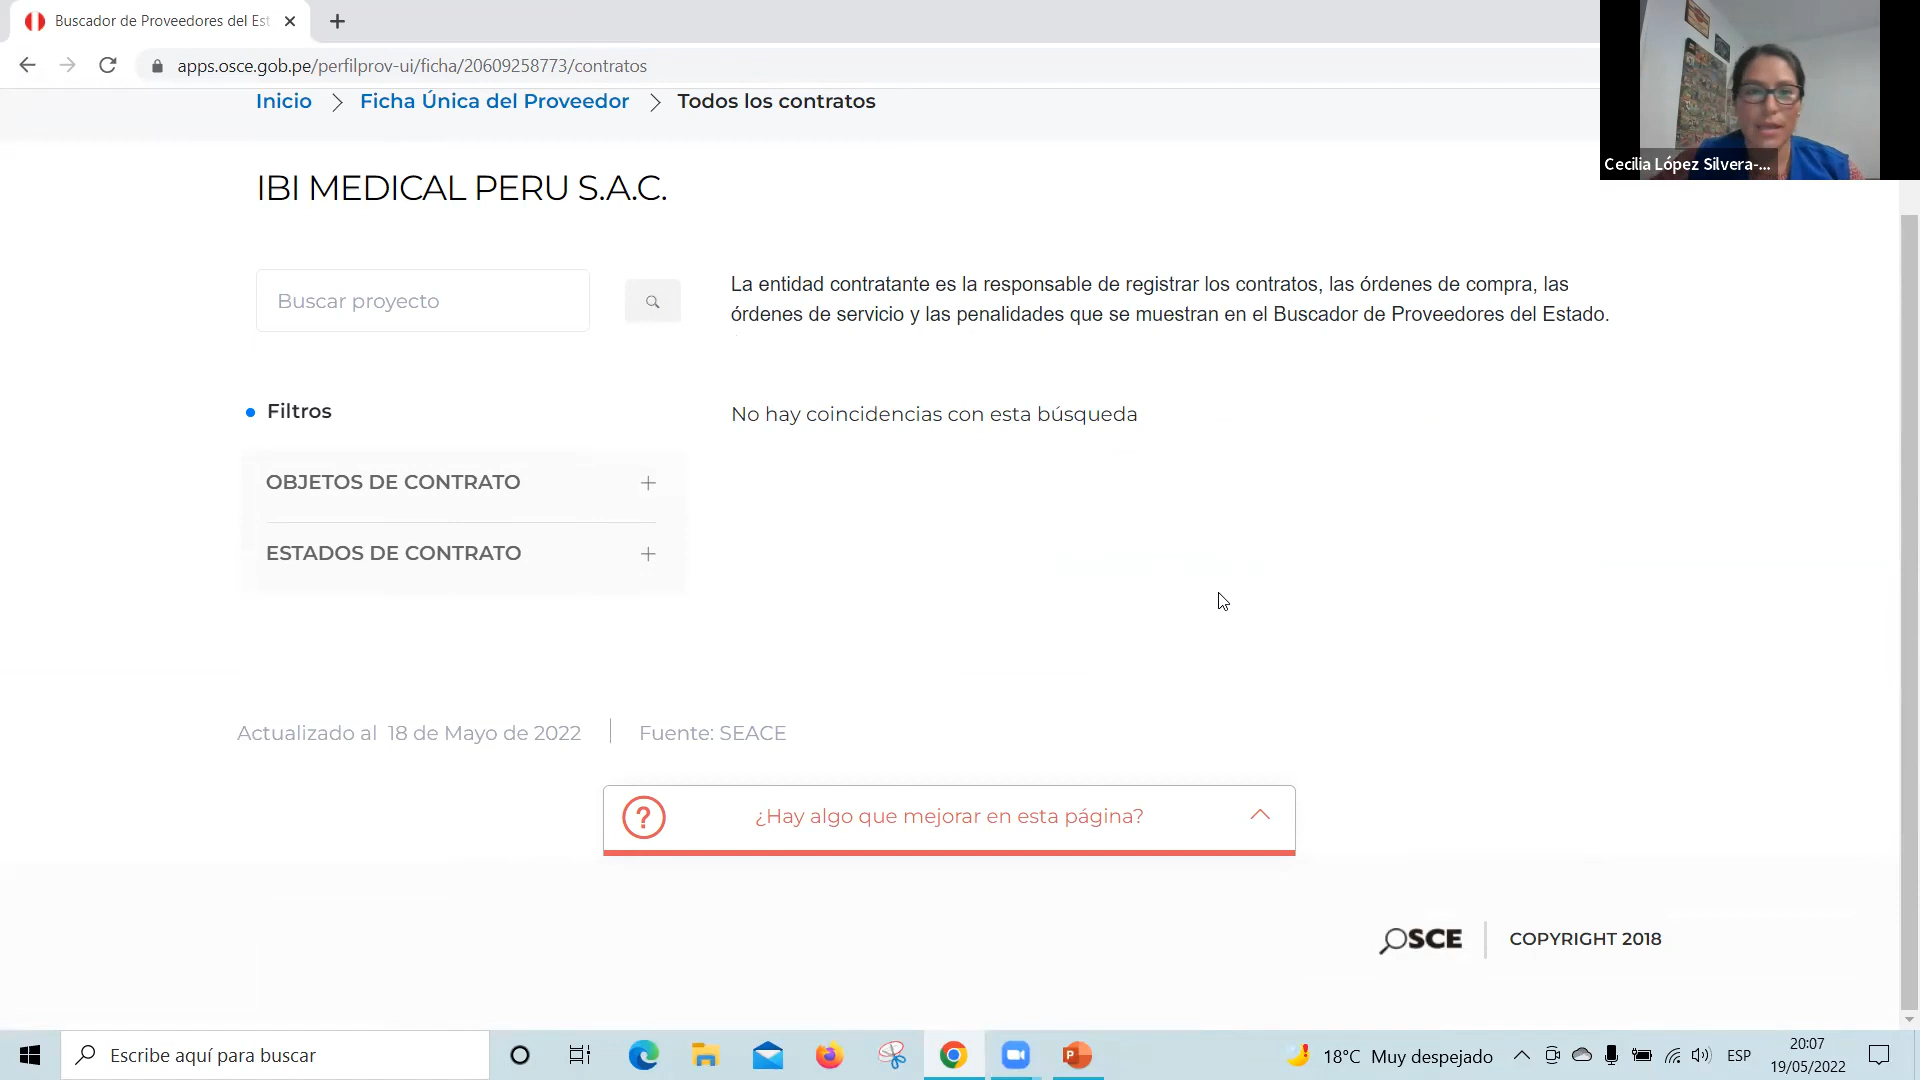 Buscador de Proveedores del Est
apps.osce.gob.pe/perfilprov-ui/ficha/20609258773/contratos
Cecilia López Silvera-...
Inicio > Ficha Única del Proveedor > Todos los contratos
IBI MEDICAL PERU S.A.C.
Buscar proyecto
La entidad contratante es la responsable de registrar los contratos, las órdenes de compra, las
órdenes de servicio y las penalidades que se muestran en el Buscador de Proveedores del Estado.
Filtros
No hay coincidencias con esta búsqueda
OBJETOS DE CONTRATO +
ESTADOS DE CONTRATO +
Actualizado al 18 de Mayo de 2022 | Fuente: SEACE
? ¿Hay algo que mejorar en esta página?
OSCE | COPYRIGHT 2018
Escribe aquí para buscar
18°C Muy despejado
ESP
20:07
19/05/2022